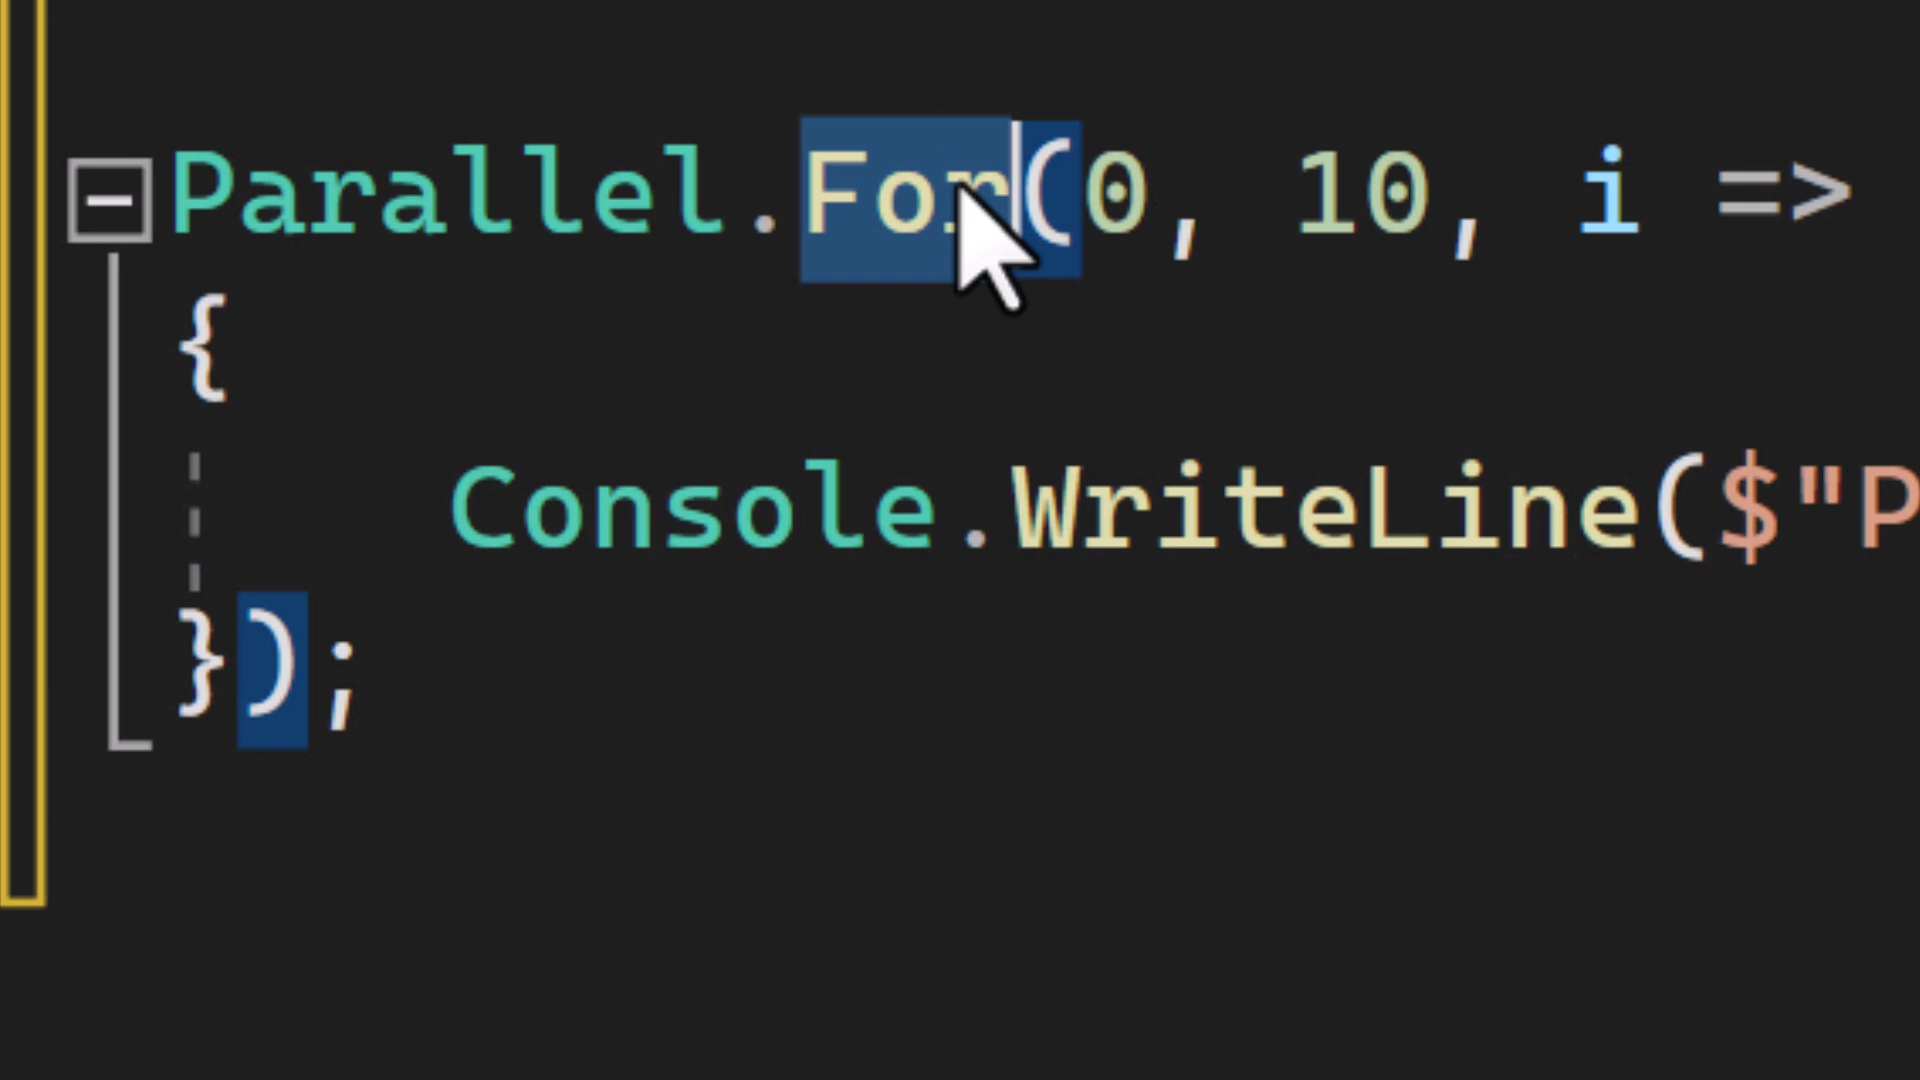 Parallel.For(0, 10, i =>
{
Console.WriteLine($"P
});